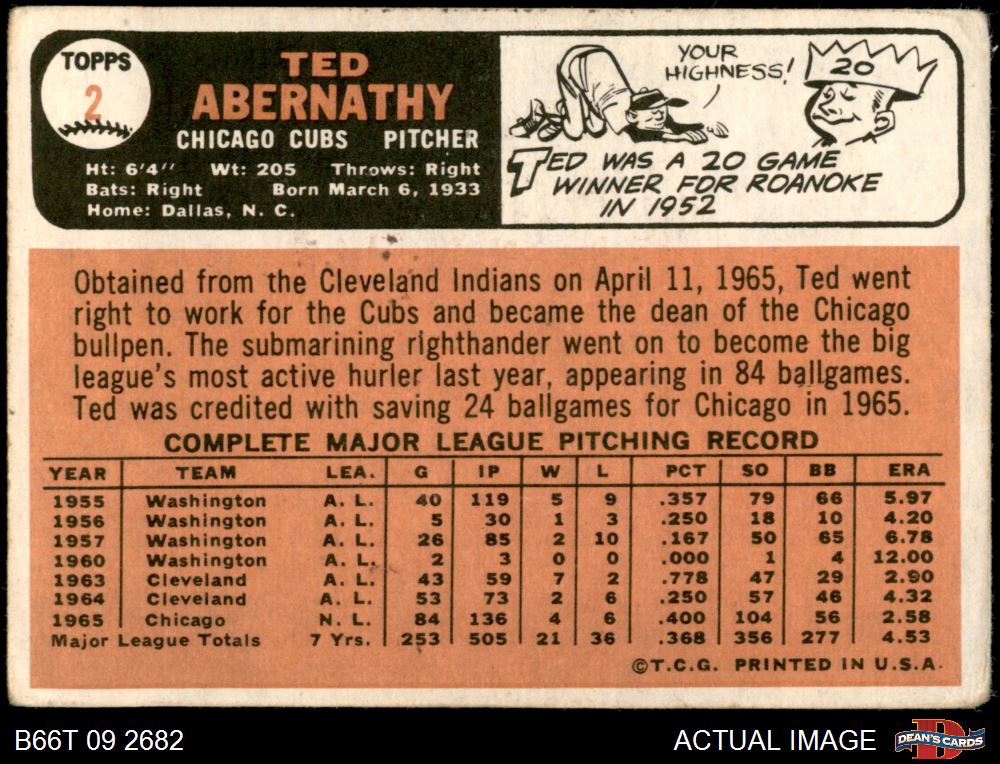 TOPPS
2
TED
ABERNATHY
CHICAGO CUBS PITCHER
Ht: 6'4" Wt: 205 Throws: Right
Bats: Right Born March 6, 1933
Home: Dallas, N. C.
YOUR
HIGHNESS!
20
TED WAS A 20 GAME
WINNER FOR ROANOKE
IN 1952
Obtained from the Cleveland Indians on April 11, 1965, Ted went
right to work for the Cubs and became the dean of the Chicago
bullpen. The submarining righthander went on to become the big
league's most active hurler last year, appearing in 84 ballgames.
Ted was credited with saving 24 ballgames for Chicago in 1965.
COMPLETE MAJOR LEAGUE PITCHING RECORD
YEAR TEAM LEA. G IP W L PCT SO BB ERA
1955 Washington A. L. 40 119 5 9 .357 79 66 5.97
1956 Washington A. L. 5 30 1 3 .250 18 10 4.20
1957 Washington A. L. 26 85 2 10 .167 50 65 6.78
1960 Washington A. L. 2 3 0 0 .000 1 4 12.00
1963 Cleveland A. L. 43 59 7 2 .778 47 29 2.90
1964 Cleveland A. L. 53 73 2 6 .250 57 46 4.32
1965 Chicago N. L. 84 136 4 6 .400 104 56 2.58
Major League Totals 7 Yrs. 253 505 21 36 .368 356 277 4.53
©T.C.G. PRINTED IN U.S.A.
B66T 09 2682
ACTUAL IMAGE
D
DEAN'S CARDS